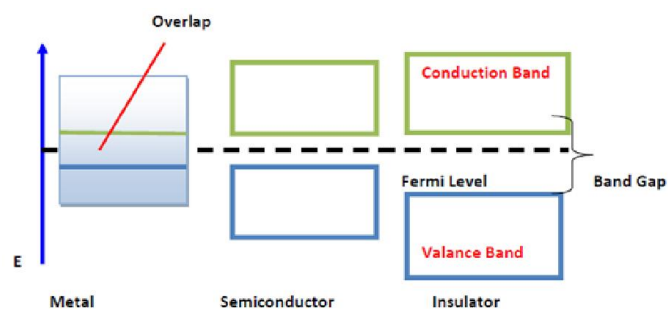 Overlap
Conduction Band
Fermi Level
Band Gap
Valance Band
E
Metal
Semiconductor
Insulator